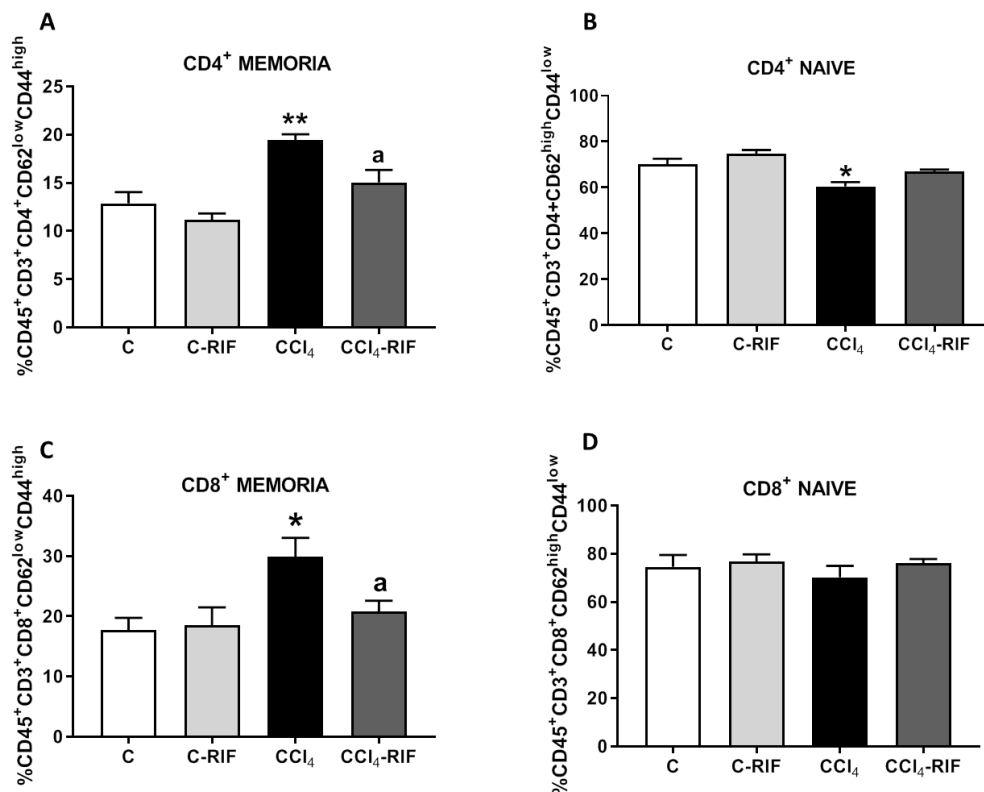 A
CD4⁺ MEMORIA
%CD45⁺CD3⁺CD4⁺CD62ˡᵒʷCD44ʰⁱᵍʰ
25
20
15
10
5
0
**
a
C
C-RIF
CCl₄
CCl₄-RIF
B
CD4⁺ NAIVE
%CD45⁺CD3⁺CD4+CD62ʰⁱᵍʰCD44ˡᵒʷ
100
80
60
40
20
0
*
C
C-RIF
CCl₄
CCl₄-RIF
C
CD8⁺ MEMORIA
%CD45⁺CD3⁺CD8⁺CD62ˡᵒʷCD44ʰⁱᵍʰ
40
30
20
10
0
*
a
C
C-RIF
CCl₄
CCl₄-RIF
D
CD8⁺ NAIVE
%CD45⁺CD3⁺CD8⁺CD62ʰⁱᵍʰCD44ˡᵒʷ
100
80
60
40
20
0
C
C-RIF
CCl₄
CCl₄-RIF